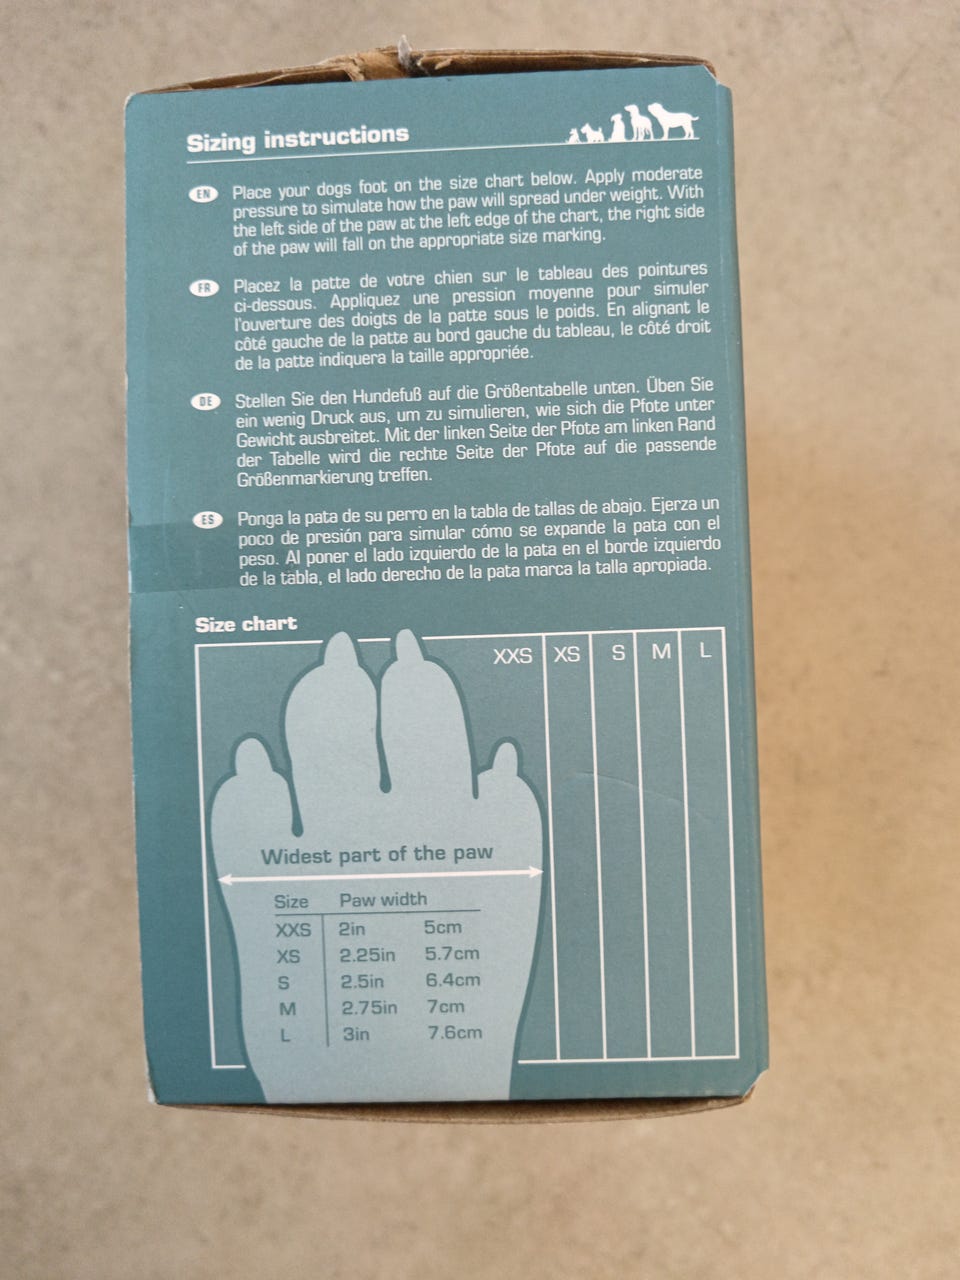 Sizing instructions
EN
Place your dogs foot on the size chart below. Apply moderate
pressure to simulate how the paw will spread under weight. With
the left side of the paw at the left edge of the chart, the right side
of the paw will fall on the appropriate size marking.
FR
Placez la patte de votre chien sur le tableau des pointures
ci-dessous. Appliquez une pression moyenne pour simuler
l'ouverture des doigts de la patte sous le poids. En alignant le
côté gauche de la patte au bord gauche du tableau, le côté droit
de la patte indiquera la taille appropriée.
DE
Stellen Sie den Hundefuß auf die Größentabelle unten. Üben Sie
ein wenig Druck aus, um zu simulieren, wie sich die Pfote unter
Gewicht ausbreitet. Mit der linken Seite der Pfote am linken Rand
der Tabelle wird die rechte Seite der Pfote auf die passende
Größenmarkierung treffen.
ES
Ponga la pata de su perro en la tabla de tallas de abajo. Ejerza un
poco de presión para simular cómo se expande la pata con el
peso. Al poner el lado izquierdo de la pata en el borde izquierdo
de la tabla, el lado derecho de la pata marca la talla apropiada.
Size chart
XXS XS S M L
Widest part of the paw
Size Paw width
XXS 2in 5cm
XS 2.25in 5.7cm
S 2.5in 6.4cm
M 2.75in 7cm
L 3in 7.6cm